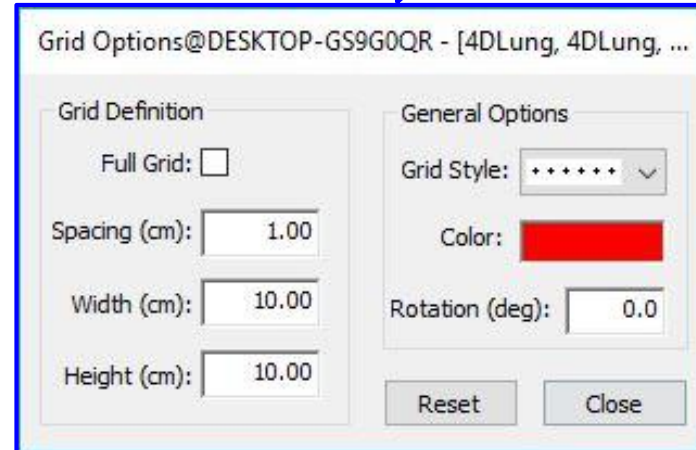 Grid Options@DESKTOP-GS9G0QR - [4DLung, 4DLung, ...
Grid Definition
Full Grid:
Spacing (cm): 1.00
Width (cm): 10.00
Height (cm): 10.00
General Options
Grid Style:
Color:
Rotation (deg): 0.0
Reset Close